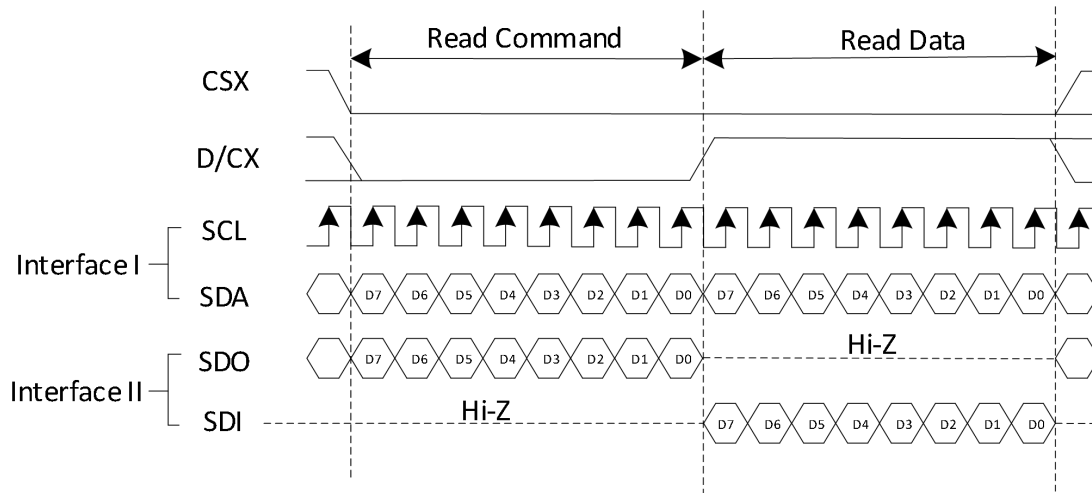 Read Command
Read Data
CSX
D/CX
SCL
Interface I
SDA
D7 D6 D5 D4 D3 D2 D1 D0 D7 D6 D5 D4 D3 D2 D1 D0
SDO
D7 D6 D5 D4 D3 D2 D1 D0
Hi-Z
Interface II
Hi-Z
SDI
D7 D6 D5 D4 D3 D2 D1 D0